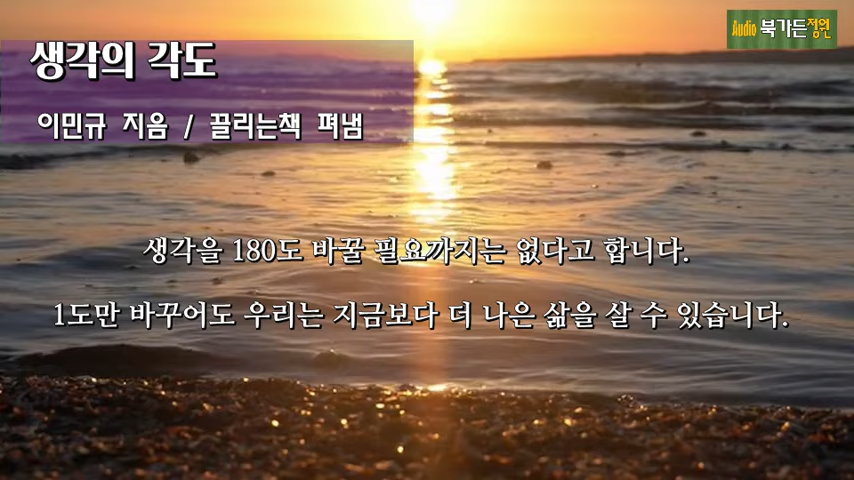 Audio 북가든정원
생각의 각도
이민규 지음 / 끌리는책 펴냄
생각을 180도 바꿀 필요까지는 없다고 합니다.
1도만 바꾸어도 우리는 지금보다 더 나은 삶을 살 수 있습니다.